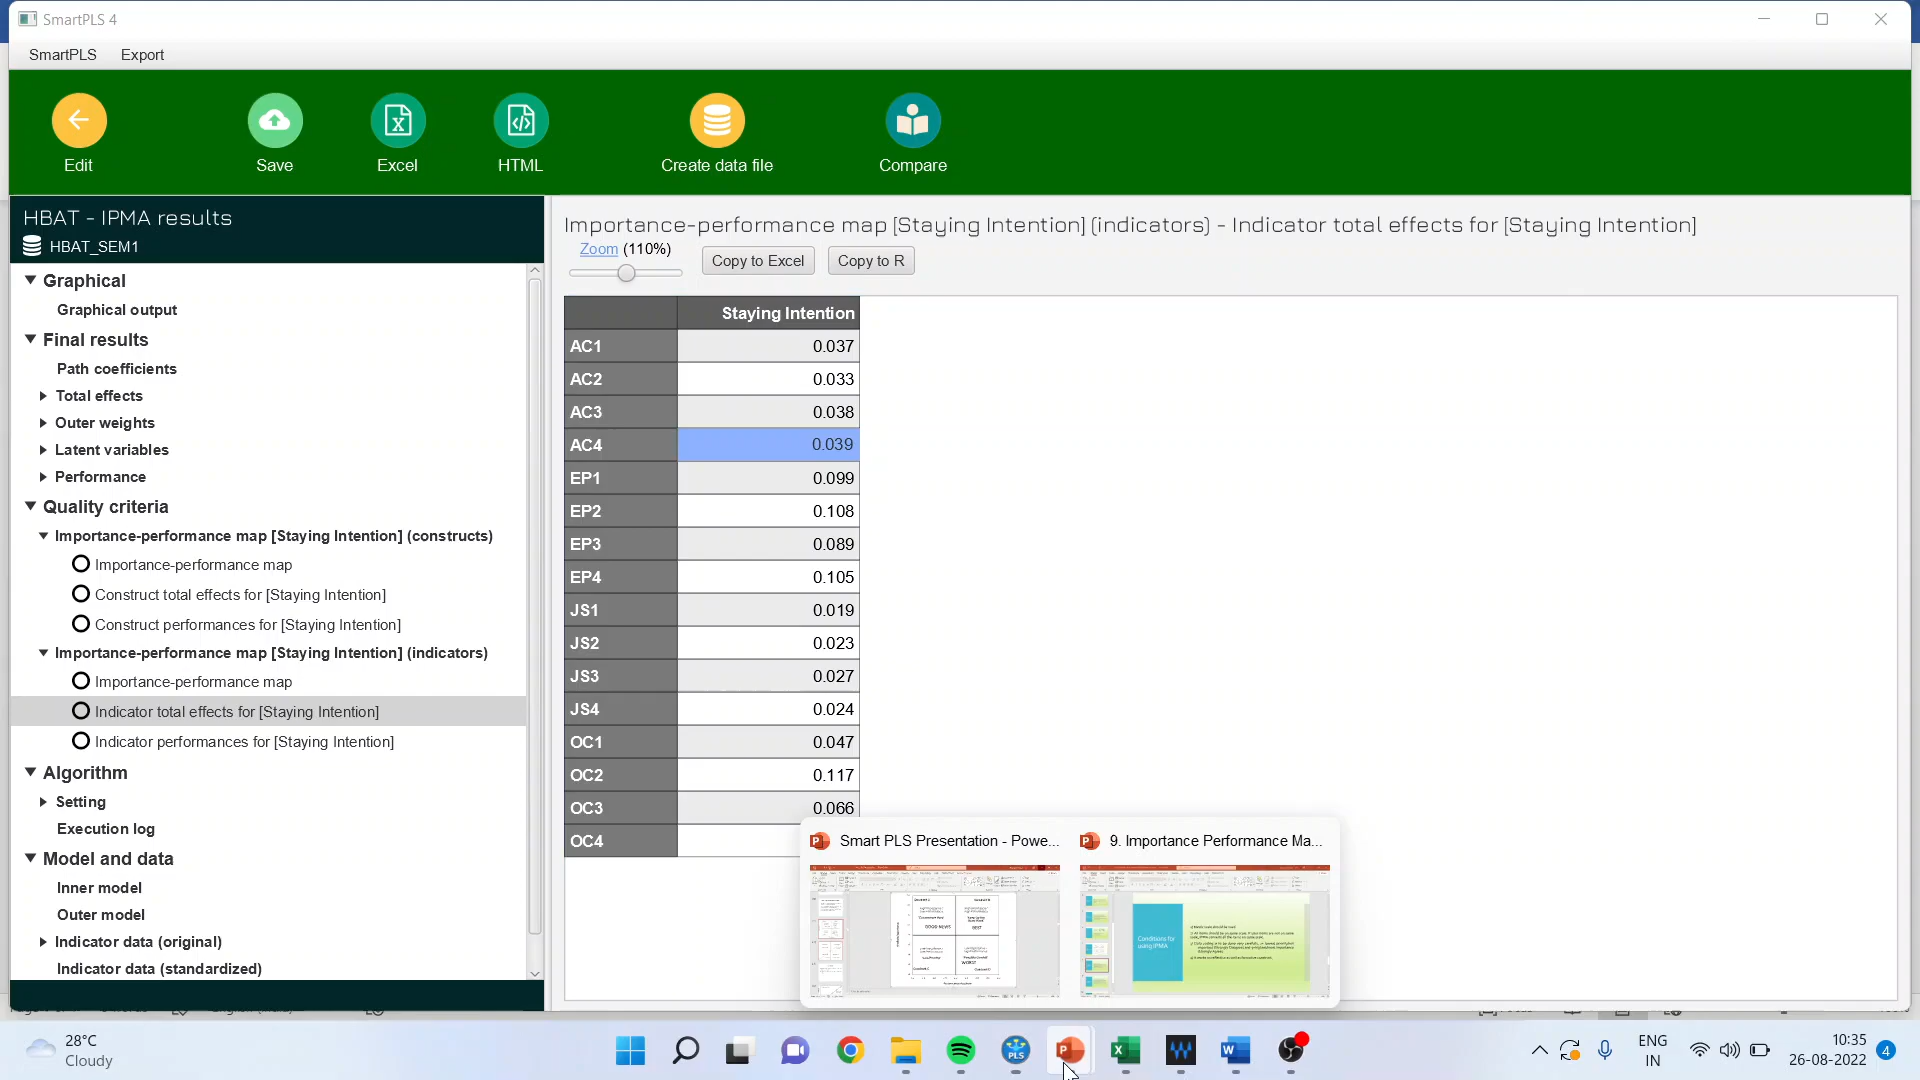 SmartPLS 4
SmartPLS Export
Edit Save Excel HTML Create data file Compare
HBAT - IPMA results
HBAT_SEM1
Graphical
Graphical output
Final results
Path coefficients
Total effects
Outer weights
Latent variables
Performance
Quality criteria
Importance-performance map [Staying Intention] (constructs)
Importance-performance map
Construct total effects for [Staying Intention]
Construct performances for [Staying Intention]
Importance-performance map [Staying Intention] (indicators)
Importance-performance map
Indicator total effects for [Staying Intention]
Indicator performances for [Staying Intention]
Algorithm
Setting
Execution log
Model and data
Inner model
Outer model
Indicator data (original)
Indicator data (standardized)
Importance-performance map [Staying Intention] (indicators) - Indicator total effects for [Staying Intention]
Zoom (110%) Copy to Excel Copy to R
Staying Intention
AC1 0.037
AC2 0.033
AC3 0.038
AC4 0.039
EP1 0.099
EP2 0.108
EP3 0.089
EP4 0.105
JS1 0.019
JS2 0.023
JS3 0.027
JS4 0.024
OC1 0.047
OC2 0.117
OC3 0.066
OC4
Smart PLS Presentation - Powe...
9. Importance Performance Ma...
GOOD NEWS
BEST
WORST
Conditions for
using IPMA
28°C
Cloudy
PLS
ENG
IN
10:35
26-08-2022
4